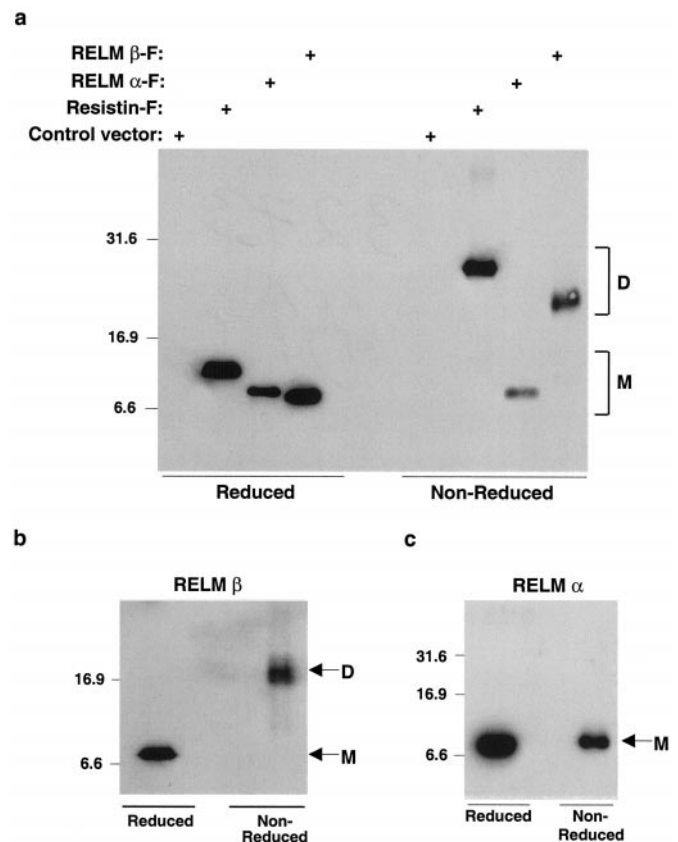 a
RELM β-F: + +
RELM α-F: + +
Resistin-F: + +
Control vector: + +
31.6
16.9
6.6
D
M
Reduced Non-Reduced
b
RELM β
16.9
6.6
D
M
Reduced Non-
Reduced
c
RELM α
31.6
16.9
6.6
M
Reduced Non-
Reduced